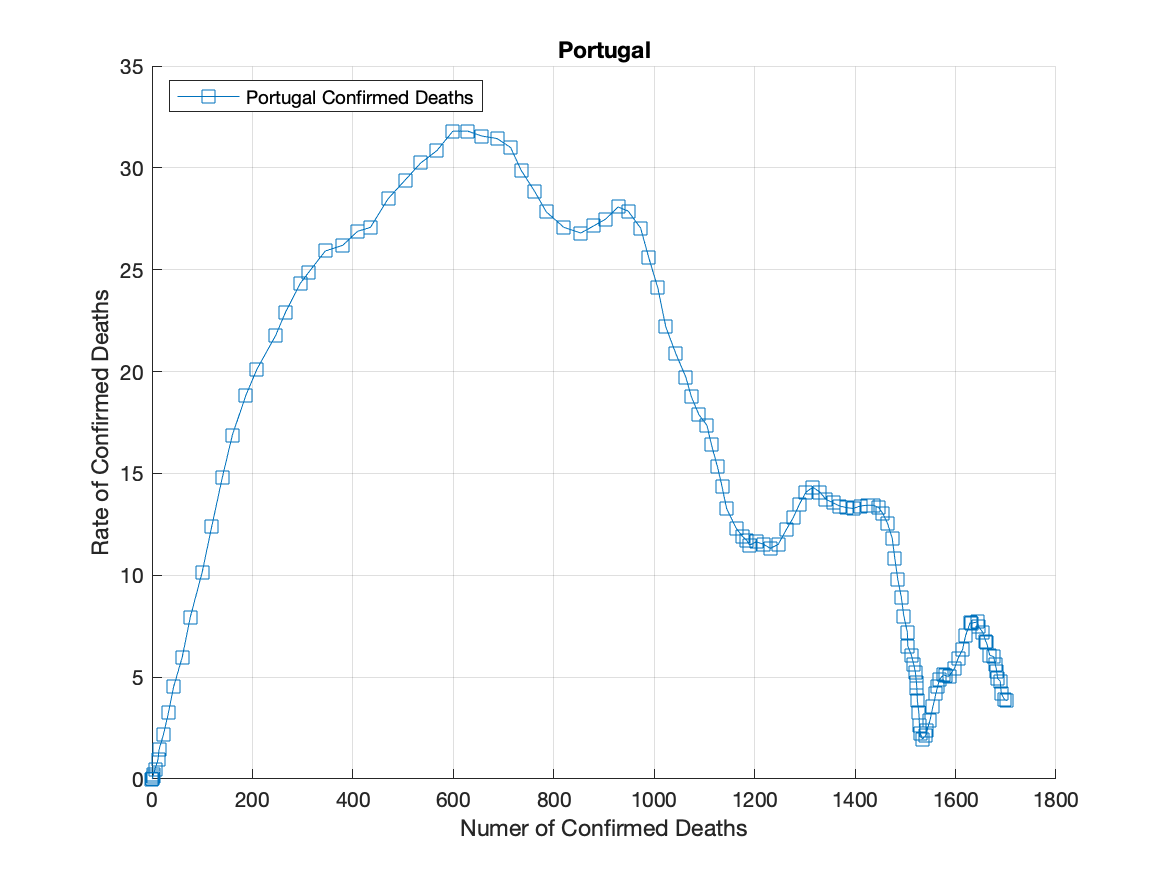 Portugal
Portugal Confirmed Deaths
35
30
25
20
15
10
5
0
Rate of Confirmed Deaths
0 200 400 600 800 1000 1200 1400 1600 1800
Numer of Confirmed Deaths